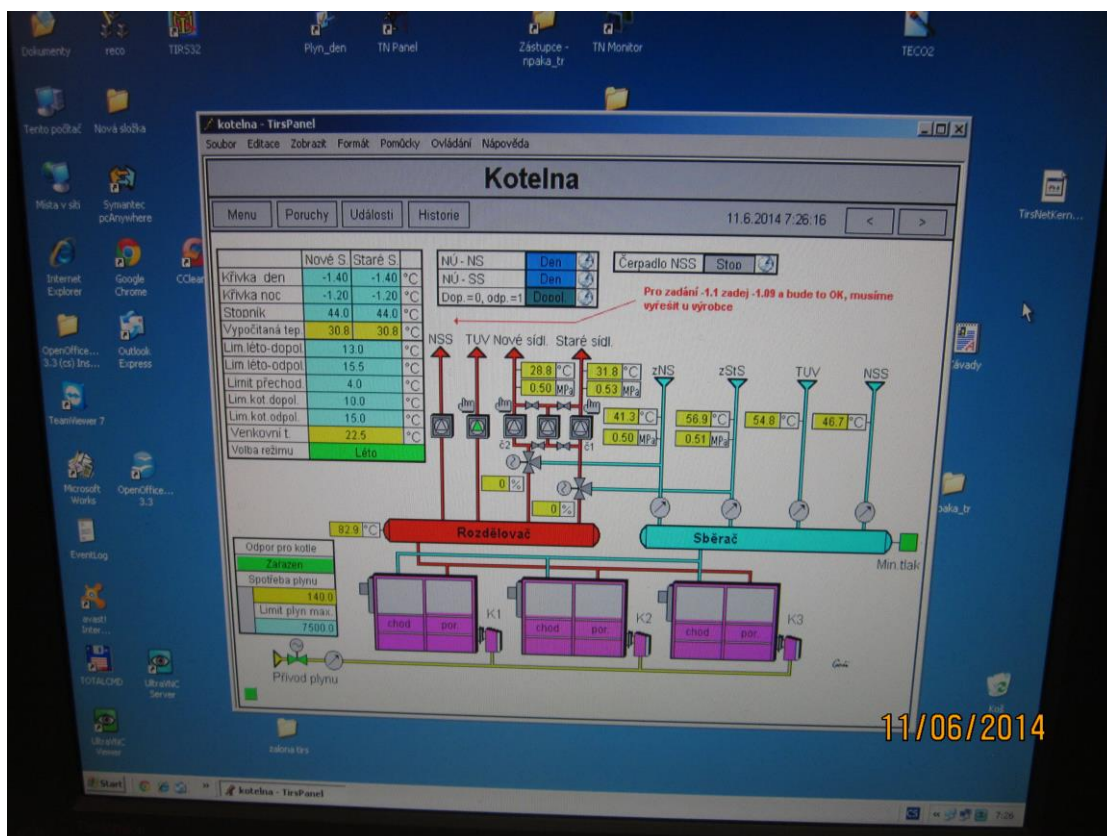 Dokumenty
reco
TIRS32
Plyn_den
TN Panel
Zástupce -
npaka_tr
TN Monitor
TECO2
Tento počítač
Nová složka
Místa v síti
Symantec
pcAnywhere
Internet
Explorer
Google
Chrome
CClean
OpenOffice...
3.3 (cs) Ins...
Outlook
Express
TeamViewer 7
Microsoft
Works
OpenOffice...
3.3
EventLog
avast!
Inter...
TOTALCMD
UltraVNC
Server
UltraVNC
Viewer
zalona tirs
TirsNetKern...
Závady
paka_tr
Koš
kotelna - TirsPanel
Soubor Editace Zobrazit Formát Pomůcky Ovládání Nápověda
Kotelna
Menu Poruchy Události Historie 11.6.2014 7:26:16 < >
Nové S. Staré S.
Křivka den -1.40 -1.40 °C
Křivka noc -1.20 -1.20 °C
Stopník 44.0 44.0 °C
Vypočítaná tep. 30.8 30.8 °C
Lim.léto-dopol. 13.0 °C
Lim.léto-odpol. 15.5 °C
Limit přechod. 4.0 °C
Lim.kot.dopol. 10.0 °C
Lim.kot.odpol. 15.0 °C
Venkovní t. 22.5 °C
Volba režimu Léto
NÚ - NS Den
NÚ - SS Den
Dop.=0, odp.=1 Dopol.
Čerpadlo NSS Stop
Pro zadání -1.1 zadej -1.09 a bude to OK, musíme
vyřešit u výrobce
NSS TUV Nové sídl. Staré sídl.
28.8 °C 31.8 °C
0.50 MPa 0.53 MPa
zNS zStS TUV NSS
41.3 °C 56.9 °C 54.8 °C 46.7 °C
0.50 MPa 0.51 MPa
č2 č1
0 %
0 %
82.9 °C
Rozdělovač
Sběrač
Min.tlak
Odpor pro kotle
Zařazen
Spotřeba plynu
140.0
Limit plyn max.
7500.0
chod por. K1
chod por. K2
chod por. K3
Přívod plynu
11/06/2014
Start
kotelna - TirsPanel
CS
7:26